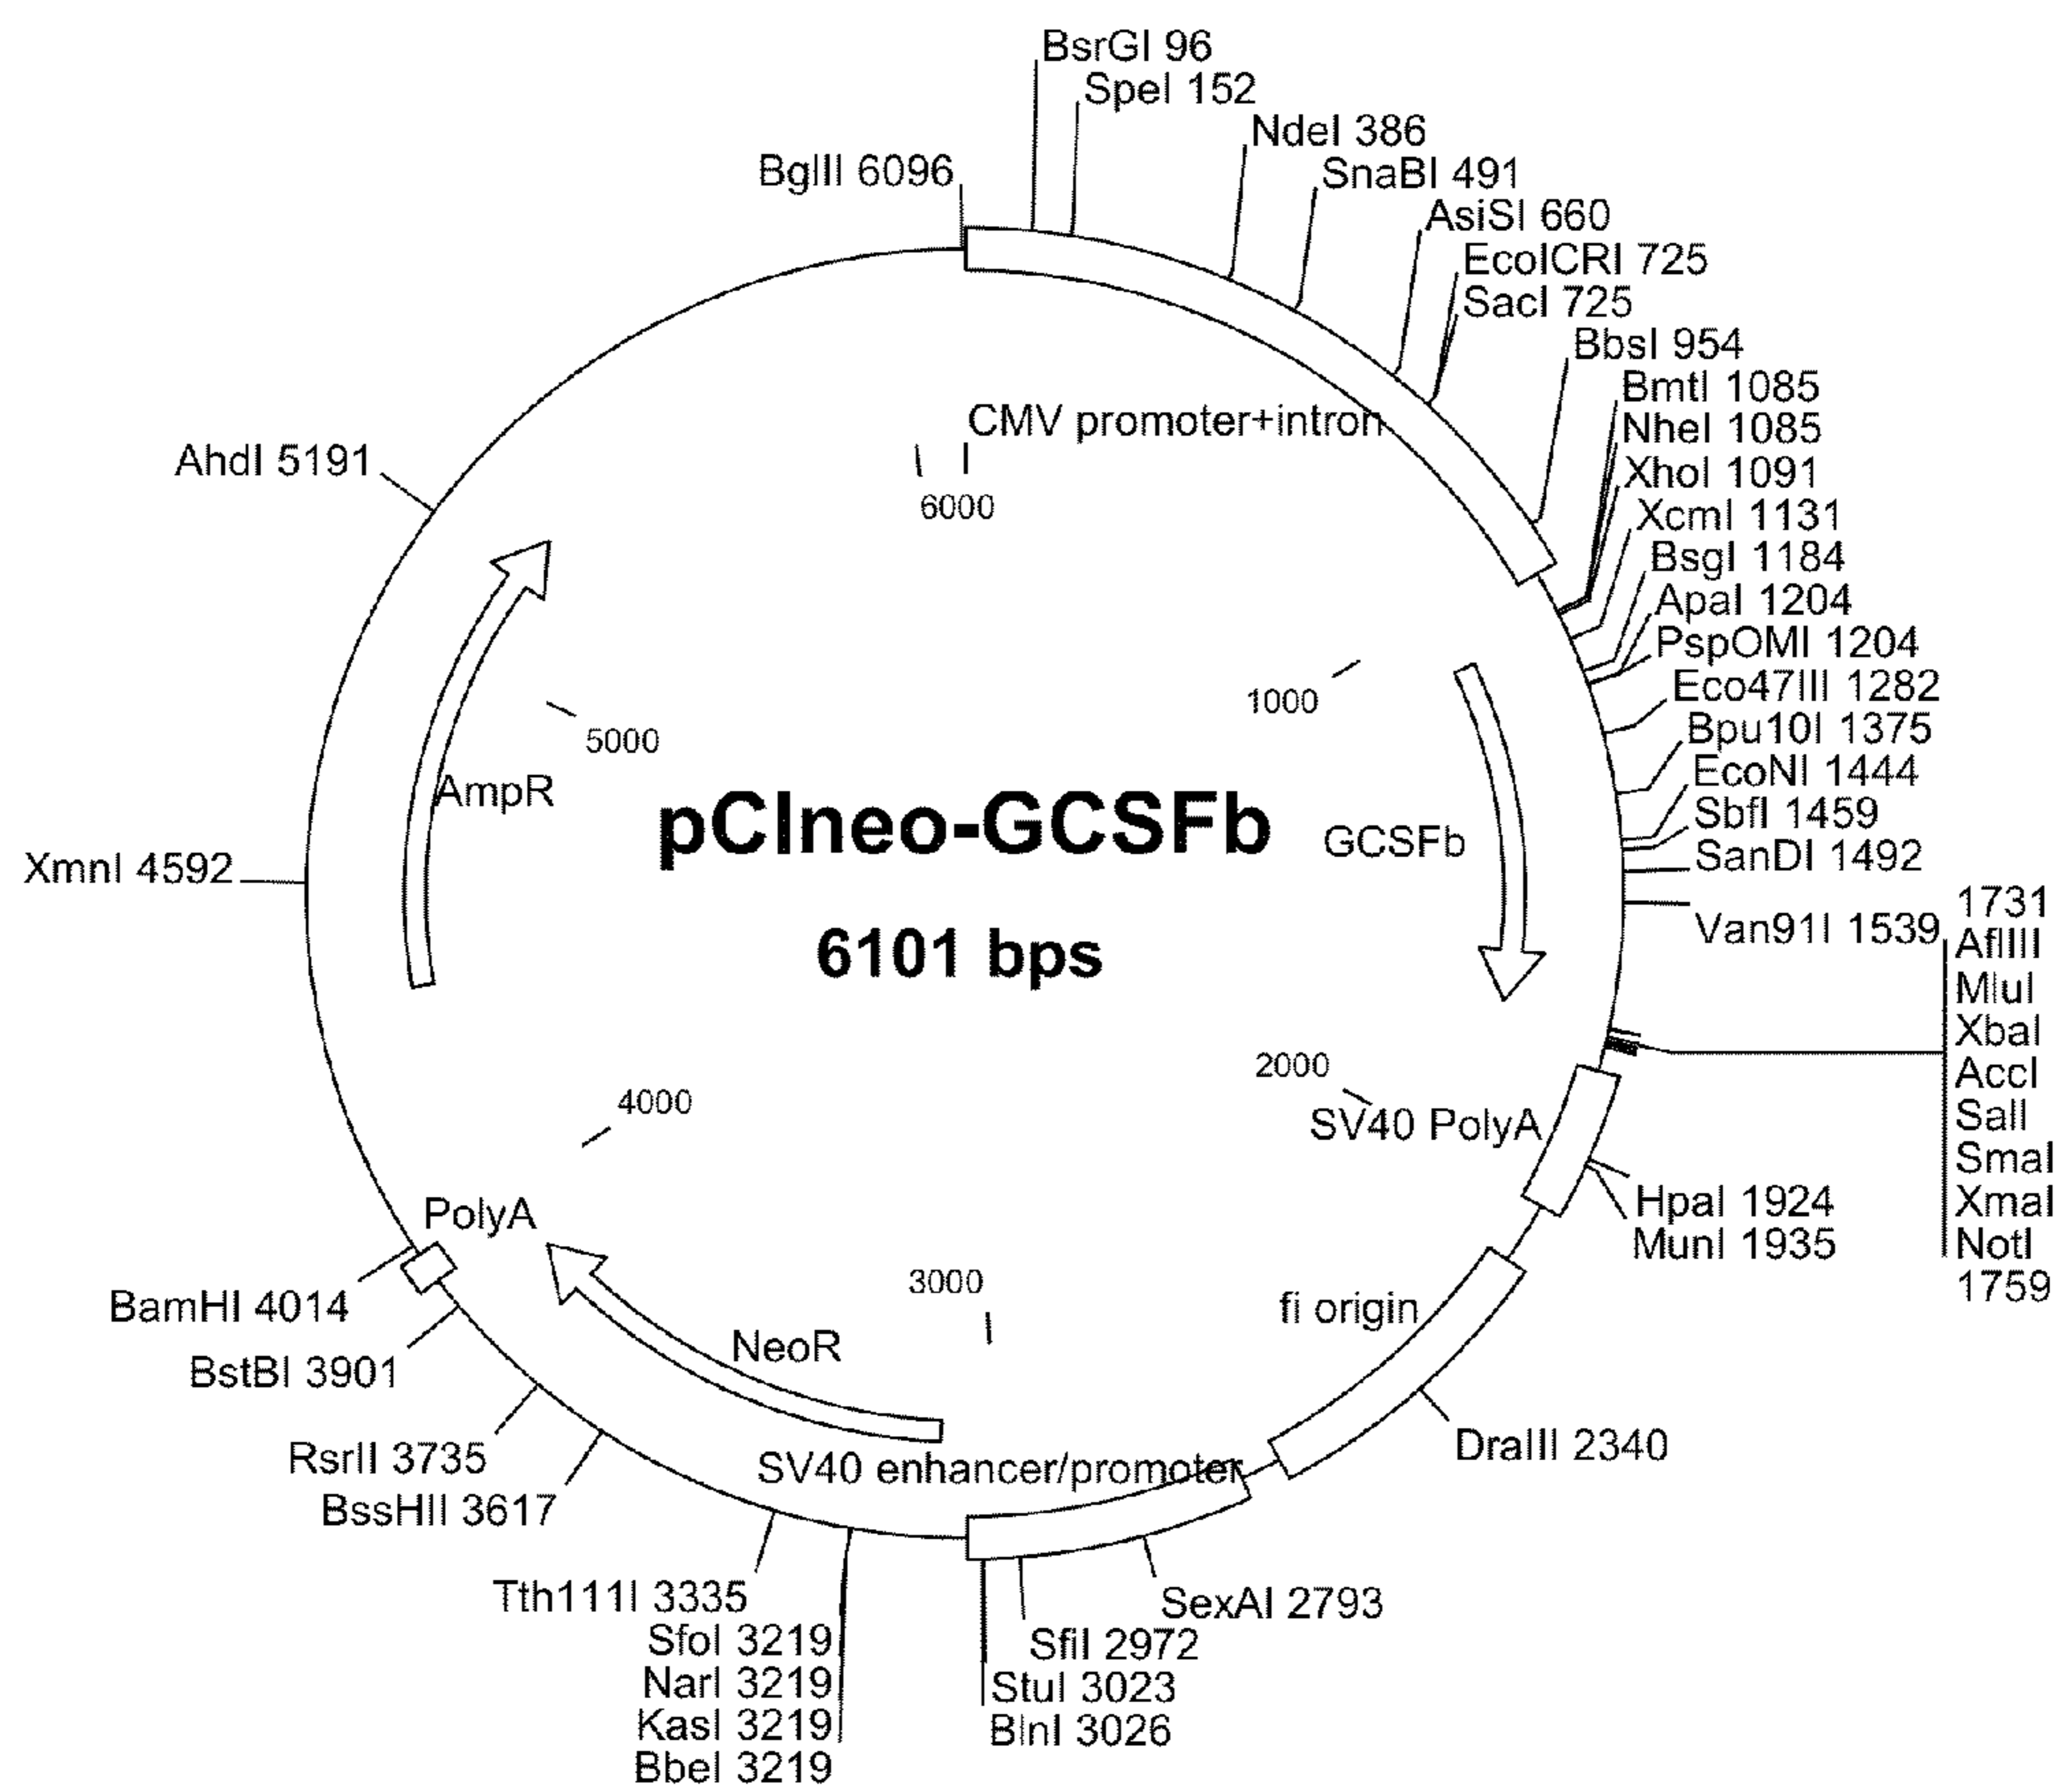 BsrGI 96
SpeI 152
NdeI 386
BglII 6096
SnaBI 491
AsiSI 660
EcoICRI 725
SacI 725
BbsI 954
BmtI 1085
NheI 1085
XhoI 1091
XcmI 1131
BsgI 1184
ApaI 1204
PspOMI 1204
Eco47III 1282
Bpu10I 1375
EcoNI 1444
SbfI 1459
SanDI 1492
Van91I 1539
1731
AflIII
MluI
XbaI
AccI
SalI
SmaI
XmaI
NotI
1759
HpaI 1924
MunI 1935
DraIII 2340
SexAI 2793
SfiI 2972
StuI 3023
BlnI 3026
SfoI 3219
NarI 3219
KasI 3219
BbeI 3219
Tth111I 3335
BssHII 3617
RsrII 3735
BstBI 3901
BamHI 4014
XmnI 4592
AhdI 5191
CMV promoter+intron
6000
1000
5000
AmpR
pCIneo-GCSFb
6101 bps
GCSFb
2000
SV40 PolyA
4000
PolyA
3000
fi origin
NeoR
SV40 enhancer/promoter